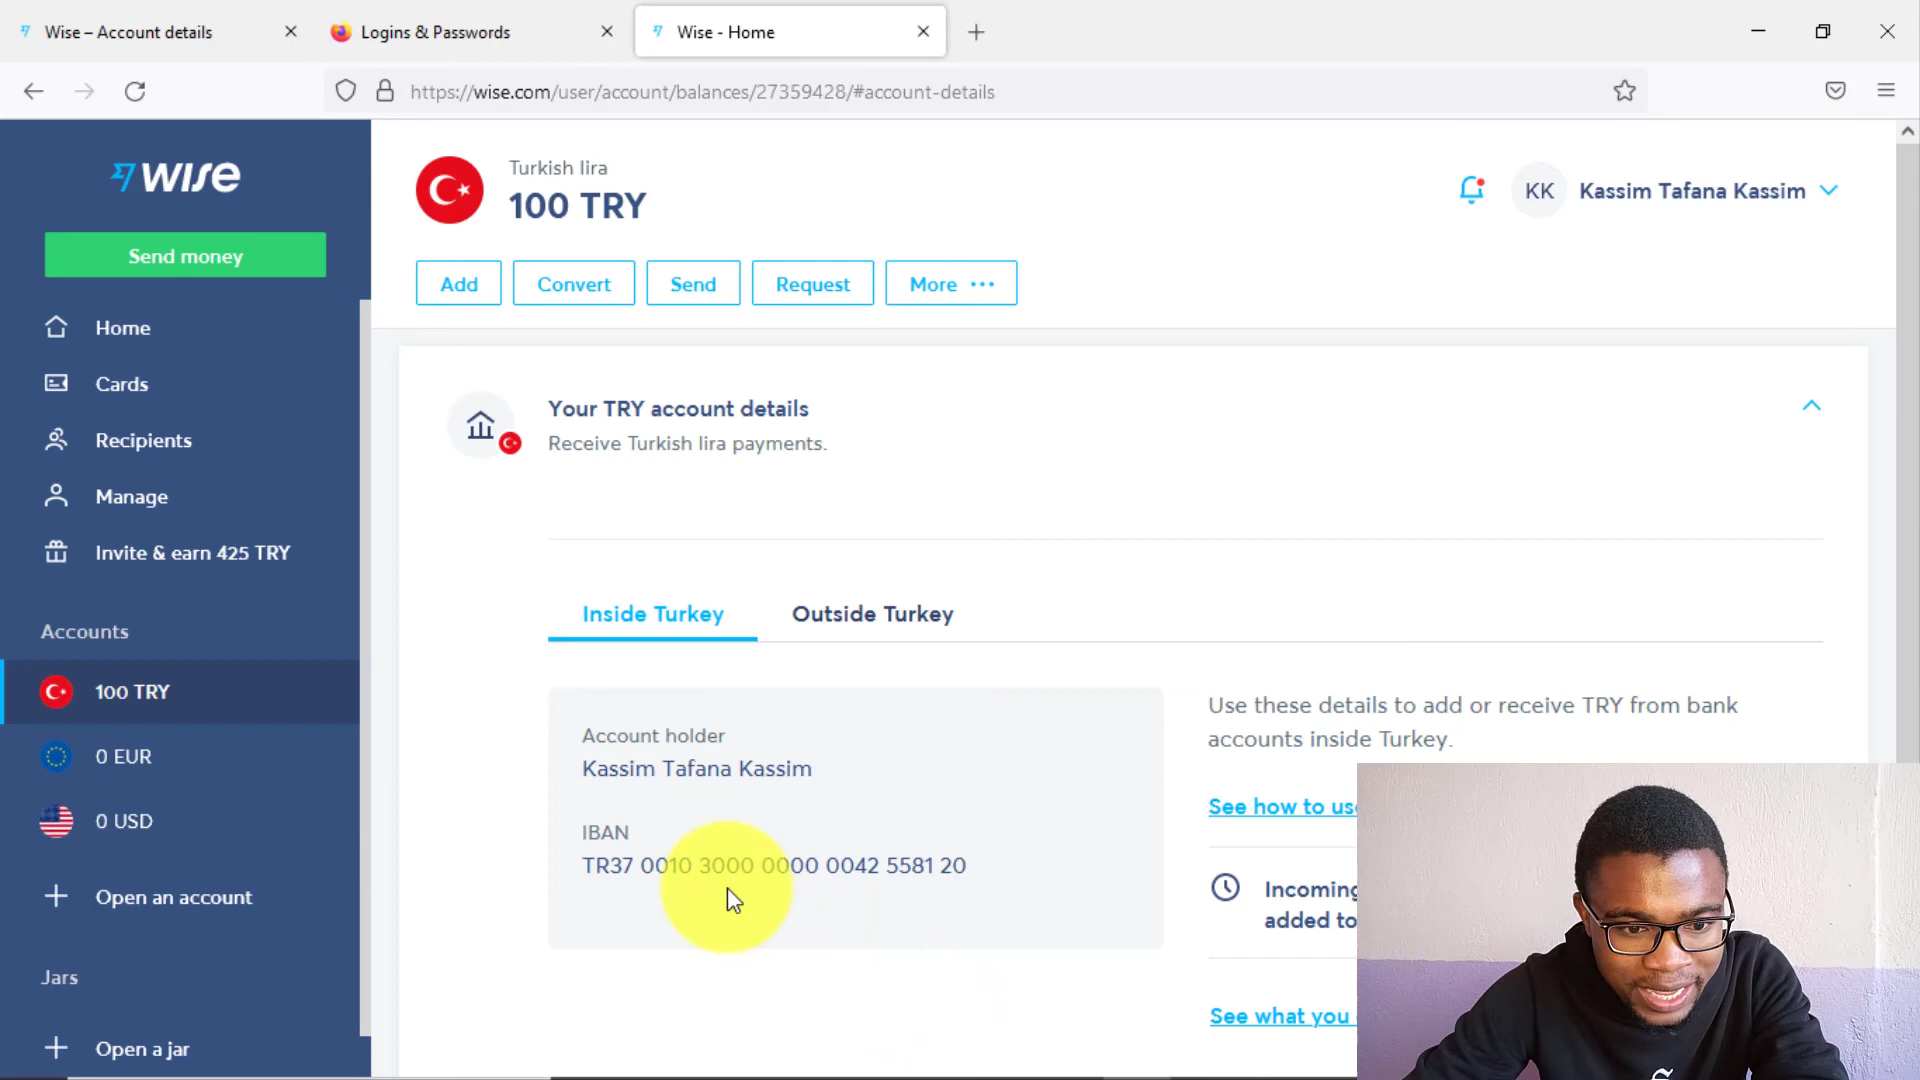 Wise – Account details
Logins & Passwords
Wise - Home
https://wise.com/user/account/balances/27359428/#account-details
WISE
Send money
Home
Cards
Recipients
Manage
Invite & earn 425 TRY
Accounts
100 TRY
0 EUR
0 USD
Open an account
Jars
Open a jar
Turkish lira
100 TRY
KK
Kassim Tafana Kassim
Add
Convert
Send
Request
More ...
Your TRY account details
Receive Turkish lira payments.
Inside Turkey
Outside Turkey
Account holder
Kassim Tafana Kassim
IBAN
TR37 0010 3000 0000 0042 5581 20
Use these details to add or receive TRY from bank
accounts inside Turkey.
See how to us
Incoming
added to
See what you